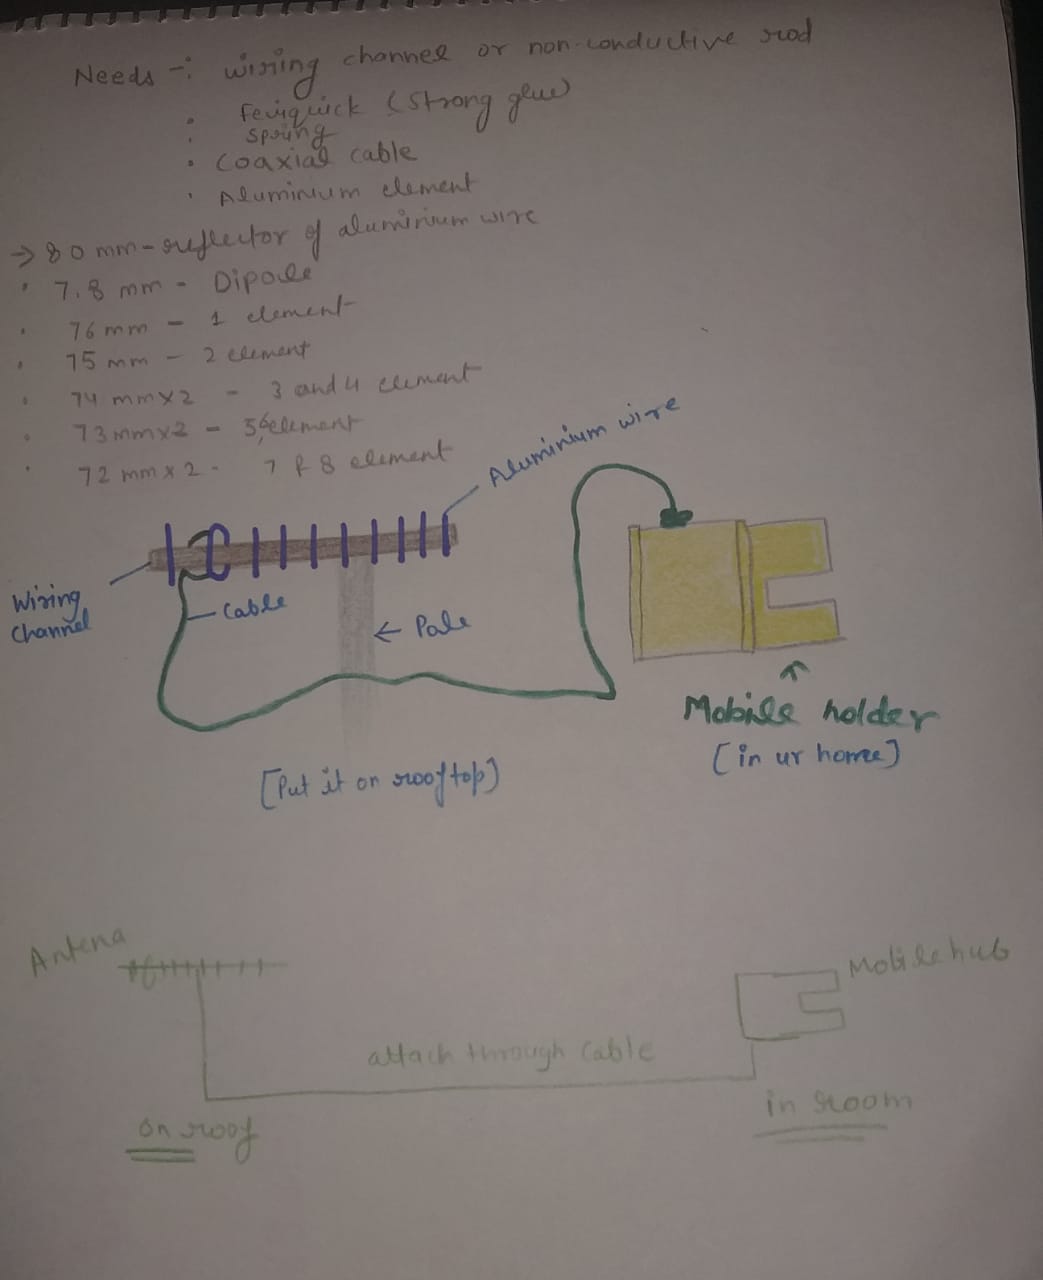 Needs -: wiring channel or non-conductive rod
• Feviquick (Strong glue)
• spring
• Coaxial cable
• Aluminium element
→ 80 mm - reflector of aluminium wire
• 7.8 mm - Dipole
• 76 mm - 1 element
• 75 mm - 2 element
• 74 mm x 2 - 3 and 4 element
• 73 mm x 2 - 5,6 element
• 72 mm x 2 - 7 & 8 element
Aluminium wire
Wiring
channel
Cable
← Pole
Mobile holder
[in ur home]
[Put it on rooftop]
Antena
Mobile hub
attach through cable
in room
on roof